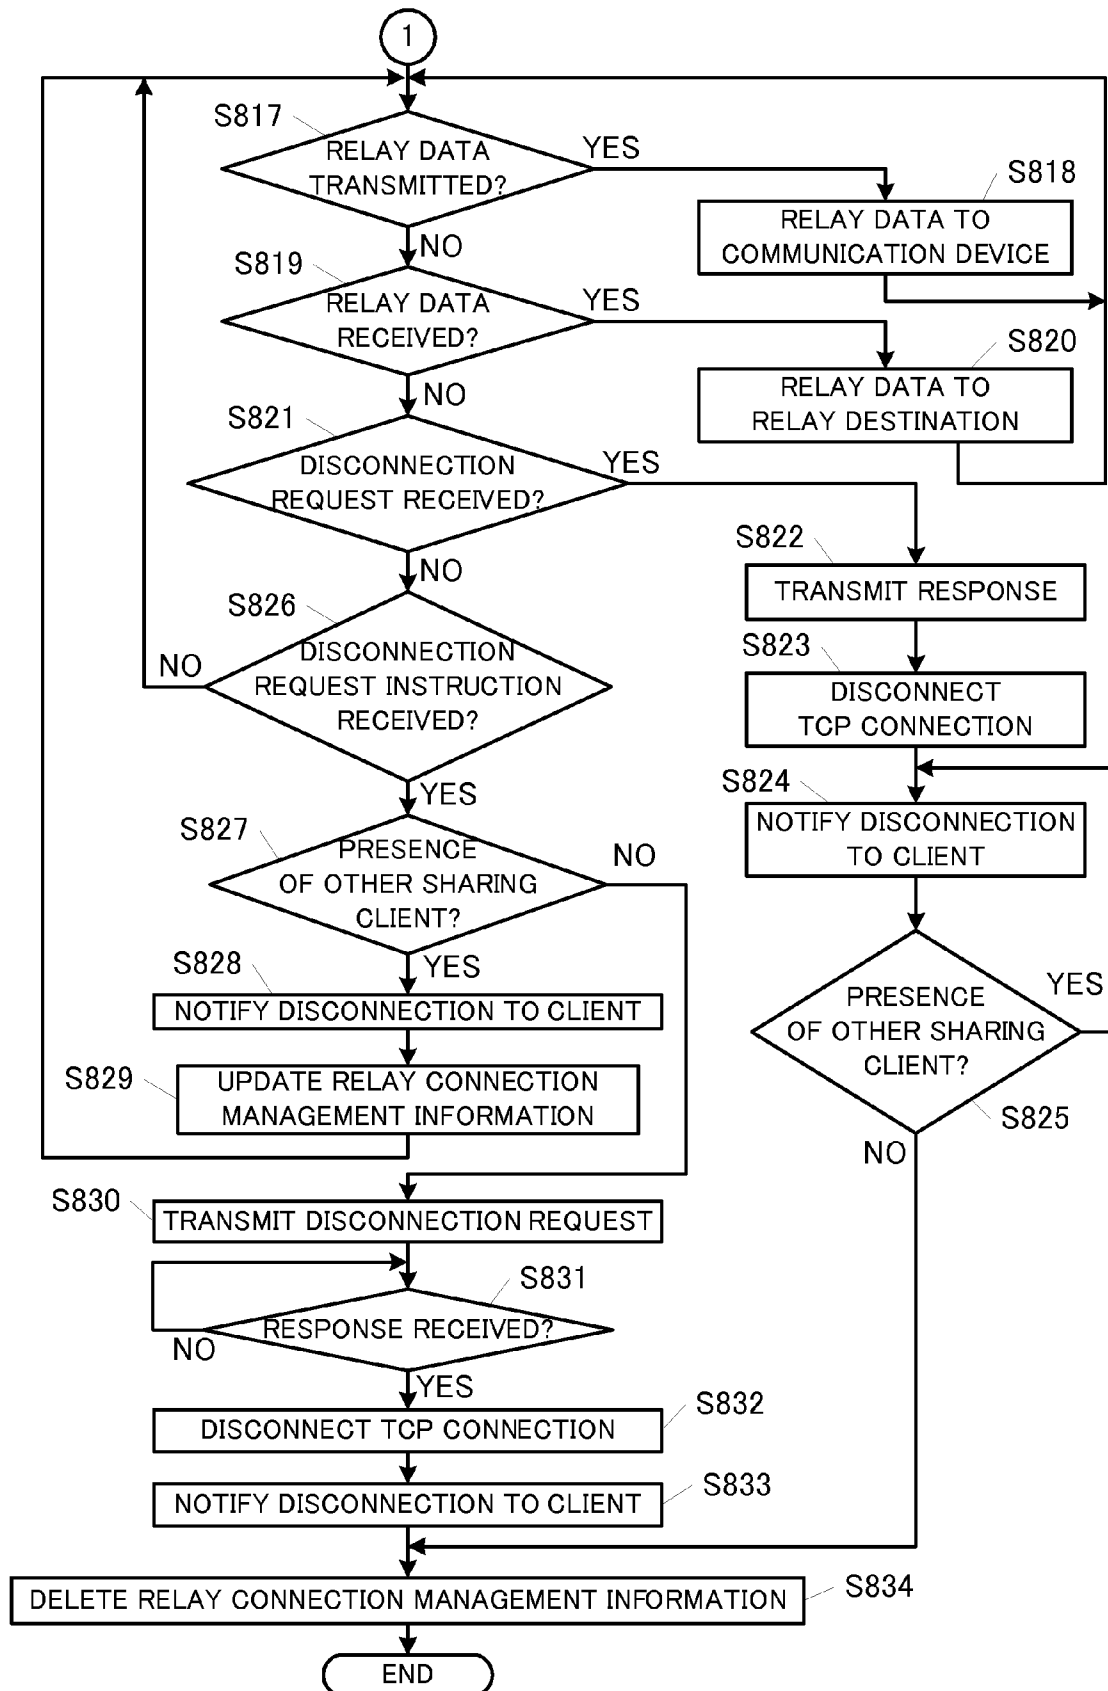 1
S817
RELAY DATA
TRANSMITTED?
YES
S818
RELAY DATA TO
COMMUNICATION DEVICE
NO
S819
RELAY DATA
RECEIVED?
YES
S820
RELAY DATA TO
RELAY DESTINATION
NO
S821
DISCONNECTION
REQUEST RECEIVED?
YES
S822
TRANSMIT RESPONSE
S823
DISCONNECT
TCP CONNECTION
S824
NOTIFY DISCONNECTION
TO CLIENT
PRESENCE
OF OTHER SHARING
CLIENT?
YES
S825
NO
NO
S826
DISCONNECTION
REQUEST INSTRUCTION
RECEIVED?
NO
YES
S827
PRESENCE
OF OTHER SHARING
CLIENT?
NO
YES
S828
NOTIFY DISCONNECTION TO CLIENT
S829
UPDATE RELAY CONNECTION
MANAGEMENT INFORMATION
S830
TRANSMIT DISCONNECTION REQUEST
S831
RESPONSE RECEIVED?
NO
YES
S832
DISCONNECT TCP CONNECTION
S833
NOTIFY DISCONNECTION TO CLIENT
S834
DELETE RELAY CONNECTION MANAGEMENT INFORMATION
END